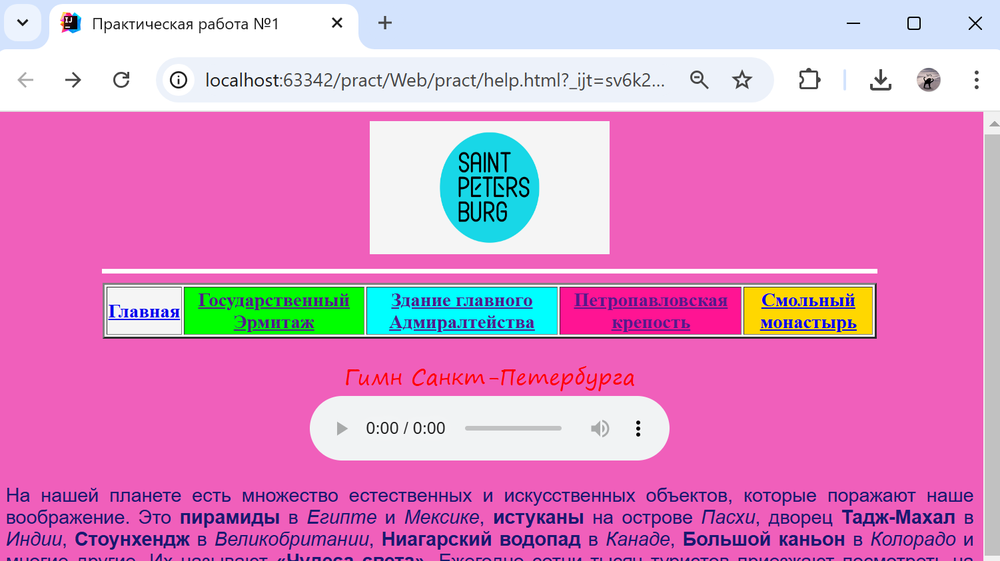 Практическая работа №1
localhost:63342/pract/Web/pract/help.html?_ijt=sv6k2...
SAINT
PETERS
BURG
Главная
Государственный
Эрмитаж
Здание главного
Адмиралтейства
Петропавловская
крепость
Смольный
монастырь
Гимн Санкт-Петербурга
0:00 / 0:00
На нашей планете есть множество естественных и искусственных объектов, которые поражают наше
воображение. Это пирамиды в Египте и Мексике, истуканы на острове Пасхи, дворец Тадж-Махал в
Индии, Стоунхендж в Великобритании, Ниагарский водопад в Канаде, Большой каньон в Колорадо и
многие другие. Их называют «Чудеса света». Ежегодно сотни тысяч туристов приезжают посмотреть на